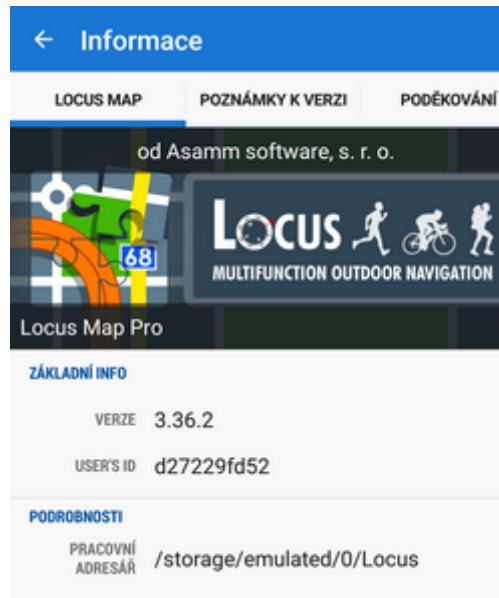 Informace
LOCUS MAP POZNÁMKY K VERZI PODĚKOVÁNÍ
od Asamm software, s. r. o.
68
LOCUS
MULTIFUNCTION OUTDOOR NAVIGATION
Locus Map Pro
ZÁKLADNÍ INFO
VERZE 3.36.2
USER'S ID d27229fd52
PODROBNOSTI
PRACOVNÍ
ADRESÁŘ /storage/emulated/0/Locus